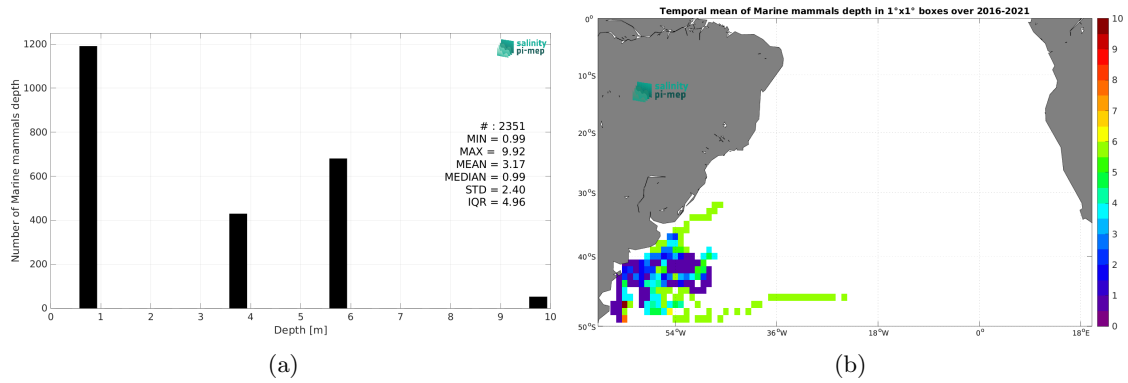 1200
1000
800
600
400
200
0
Number of Marine mammals depth
salinity
pi-mep
# : 2351
MIN = 0.99
MAX = 9.92
MEAN = 3.17
MEDIAN = 0.99
STD = 2.40
IQR = 4.96
0 1 2 3 4 5 6 7 8 9 10
Depth [m]
(a)
Temporal mean of Marine mammals depth in 1°x1° boxes over 2016-2021
0°
10°S
20°S
30°S
40°S
50°S
salinity
pi-mep
54°W 36°W 18°W 0° 18°E
10
9
8
7
6
5
4
3
2
1
0
(b)